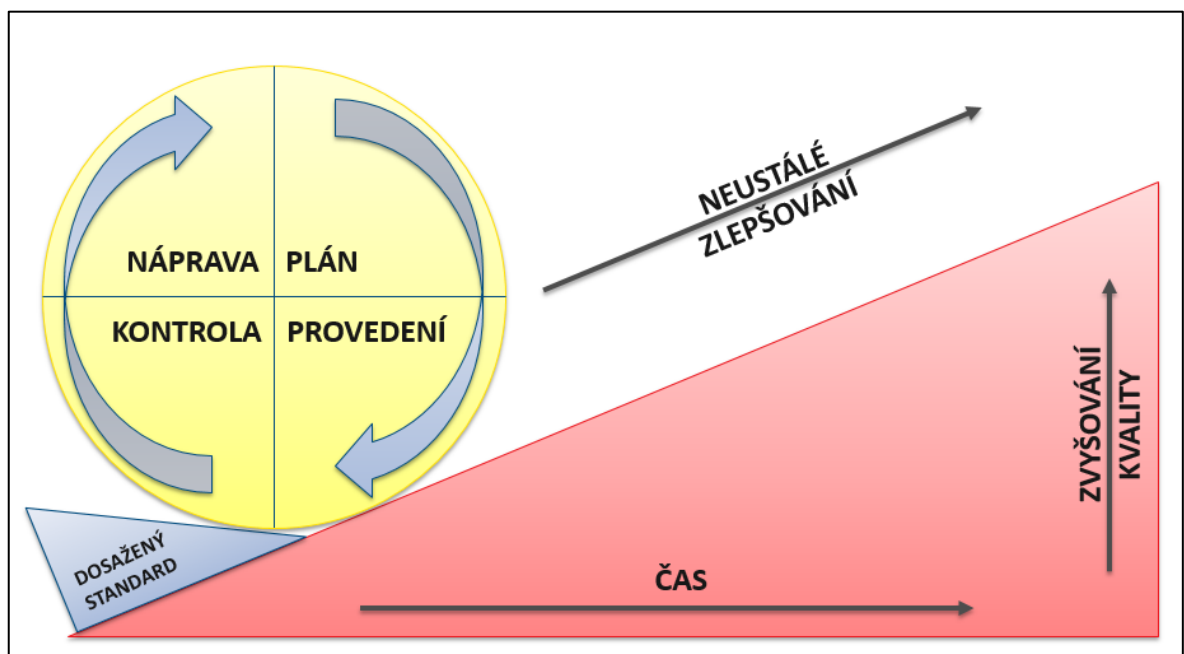 NÁPRAVA PLÁN
KONTROLA PROVEDENÍ
NEUSTÁLÉ
ZLEPŠOVÁNÍ
DOSAŽENÝ
STANDARD
ČAS
ZVYŠOVÁNÍ
KVALITY